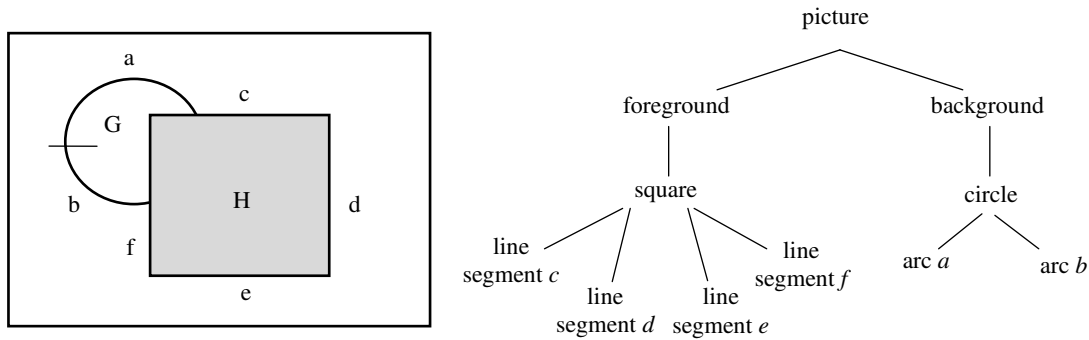 a
c
G
b
H
d
f
e
picture
foreground
background
square
circle
line
segment c
line
segment d
line
segment e
line
segment f
arc a
arc b